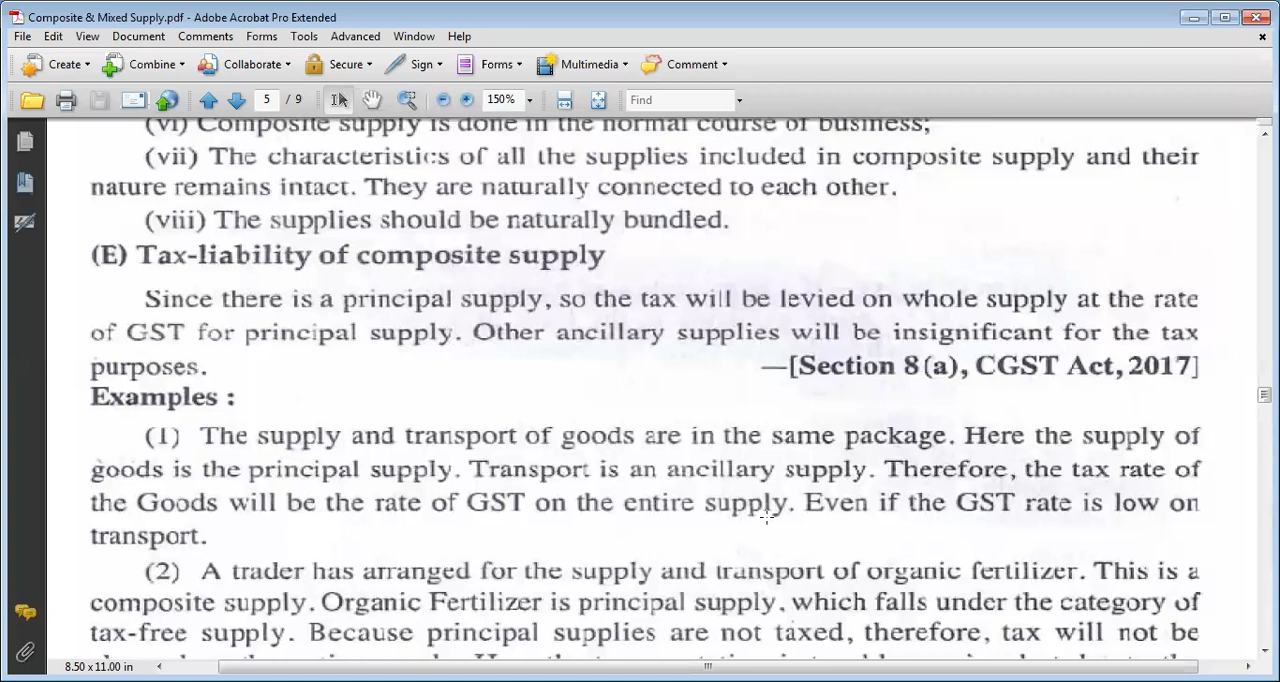 Composite & Mixed Supply.pdf - Adobe Acrobat Pro Extended
File Edit View Document Comments Forms Tools Advanced Window Help
Create Combine Collaborate Secure Sign Forms Multimedia Comment
5 / 9 150% Find
(vi) Composite supply is done in the normal course of business;
(vii) The characteristics of all the supplies included in composite supply and their
nature remains intact. They are naturally connected to each other.
(viii) The supplies should be naturally bundled.
(E) Tax-liability of composite supply
Since there is a principal supply, so the tax will be levied on whole supply at the rate
of GST for principal supply. Other ancillary supplies will be insignificant for the tax
purposes. —[Section 8(a), CGST Act, 2017]
Examples :
(1) The supply and transport of goods are in the same package. Here the supply of
goods is the principal supply. Transport is an ancillary supply. Therefore, the tax rate of
the Goods will be the rate of GST on the entire supply. Even if the GST rate is low on
transport.
(2) A trader has arranged for the supply and transport of organic fertilizer. This is a
composite supply. Organic Fertilizer is principal supply, which falls under the category of
tax-free supply. Because principal supplies are not taxed, therefore, tax will not be
8.50 x 11.00 in